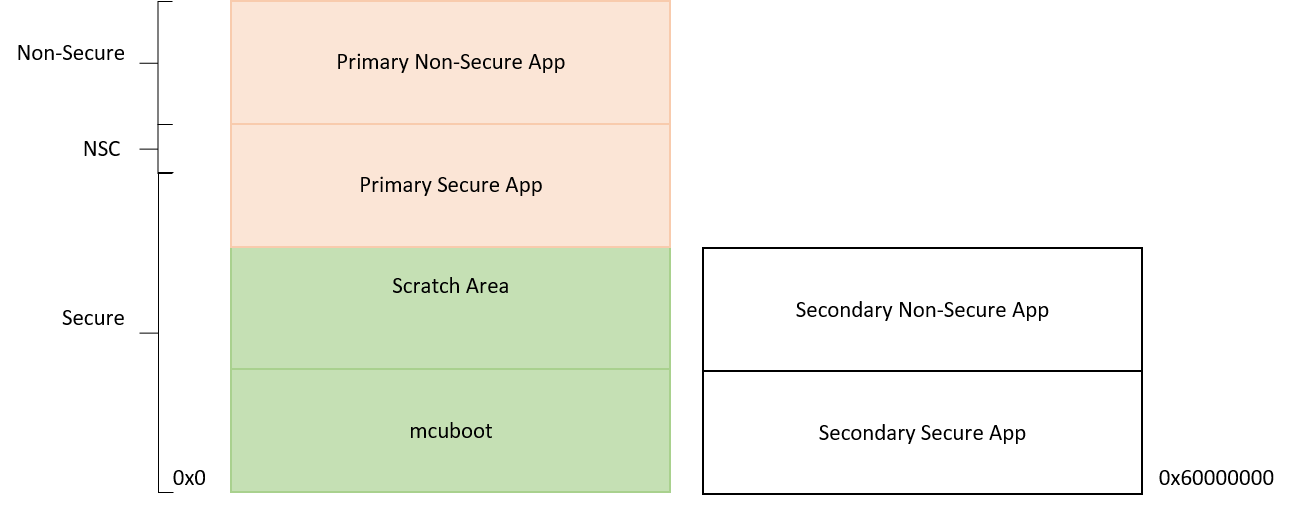 Non-Secure
Primary Non-Secure App
NSC
Primary Secure App
Scratch Area
Secure
Secondary Non-Secure App
mcuboot
Secondary Secure App
0x0
0x60000000